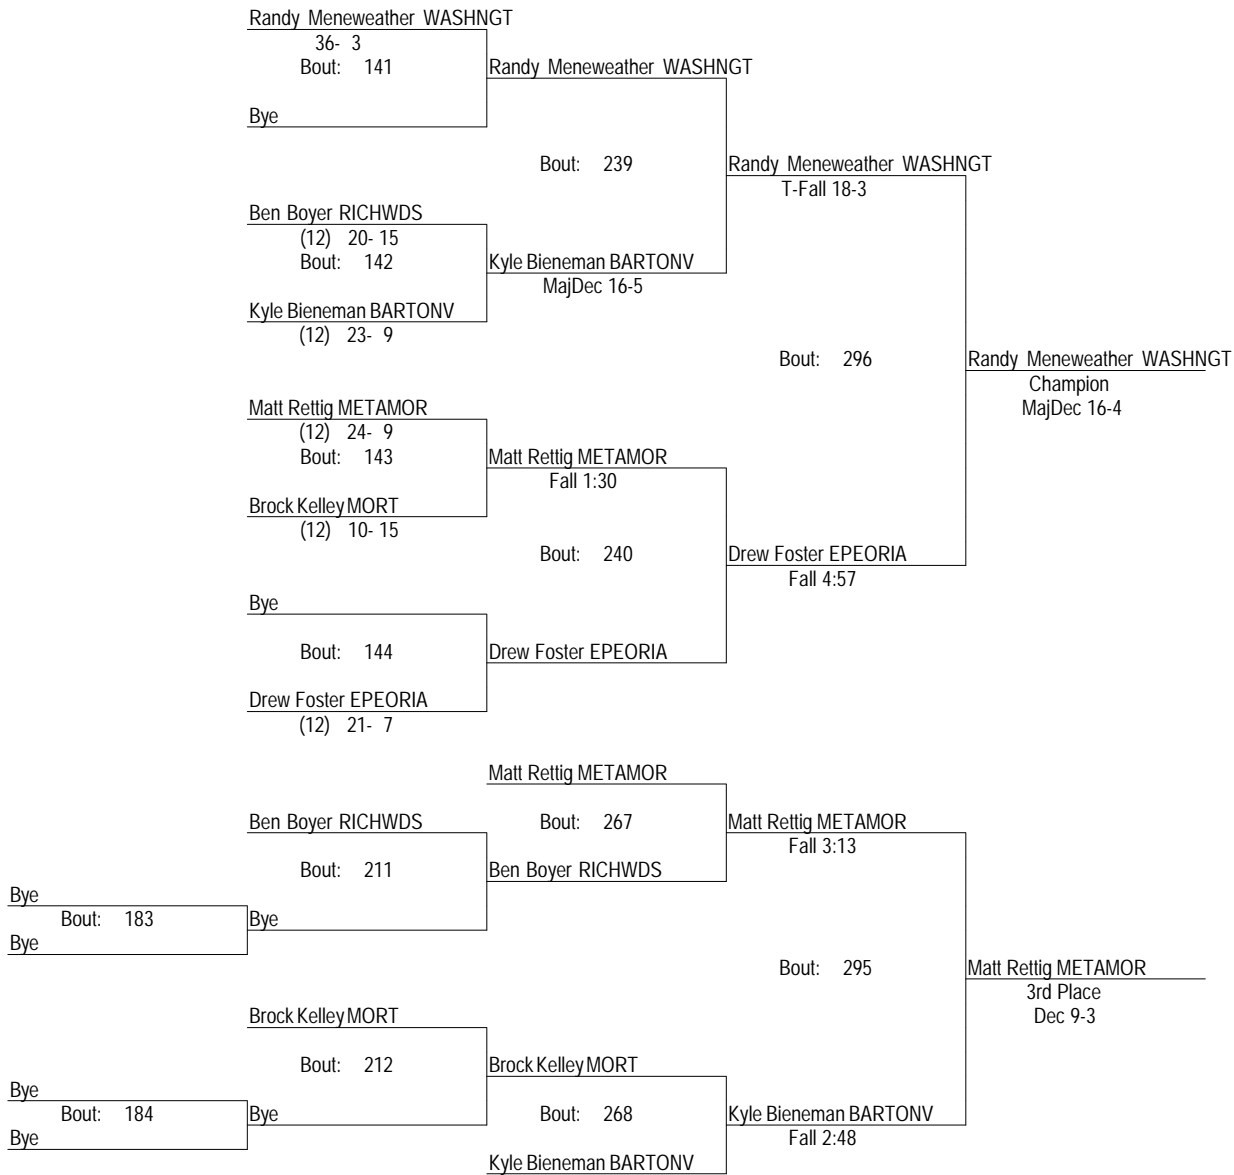 Randy Meneweather WASHNGT
36- 3
Bout: 141
Randy Meneweather WASHNGT
Bye
Bout: 239
Randy Meneweather WASHNGT
T-Fall 18-3
Ben Boyer RICHWDS
(12) 20- 15
Bout: 142
Kyle Bieneman BARTONV
MajDec 16-5
Kyle Bieneman BARTONV
(12) 23- 9
Bout: 296
Randy Meneweather WASHNGT
Champion
MajDec 16-4
Matt Rettig METAMOR
(12) 24- 9
Bout: 143
Matt Rettig METAMOR
Fall 1:30
Brock Kelley MORT
(12) 10- 15
Bout: 240
Drew Foster EPEORIA
Fall 4:57
Bye
Bout: 144
Drew Foster EPEORIA
Drew Foster EPEORIA
(12) 21- 7
Matt Rettig METAMOR
Ben Boyer RICHWDS
Bout: 267
Matt Rettig METAMOR
Fall 3:13
Bout: 211
Ben Boyer RICHWDS
Bye
Bout: 183
Bye
Bye
Bout: 295
Matt Rettig METAMOR
3rd Place
Dec 9-3
Brock Kelley MORT
Bout: 212
Brock Kelley MORT
Bye
Bout: 184
Bye
Bye
Bout: 268
Kyle Bieneman BARTONV
Fall 2:48
Kyle Bieneman BARTONV